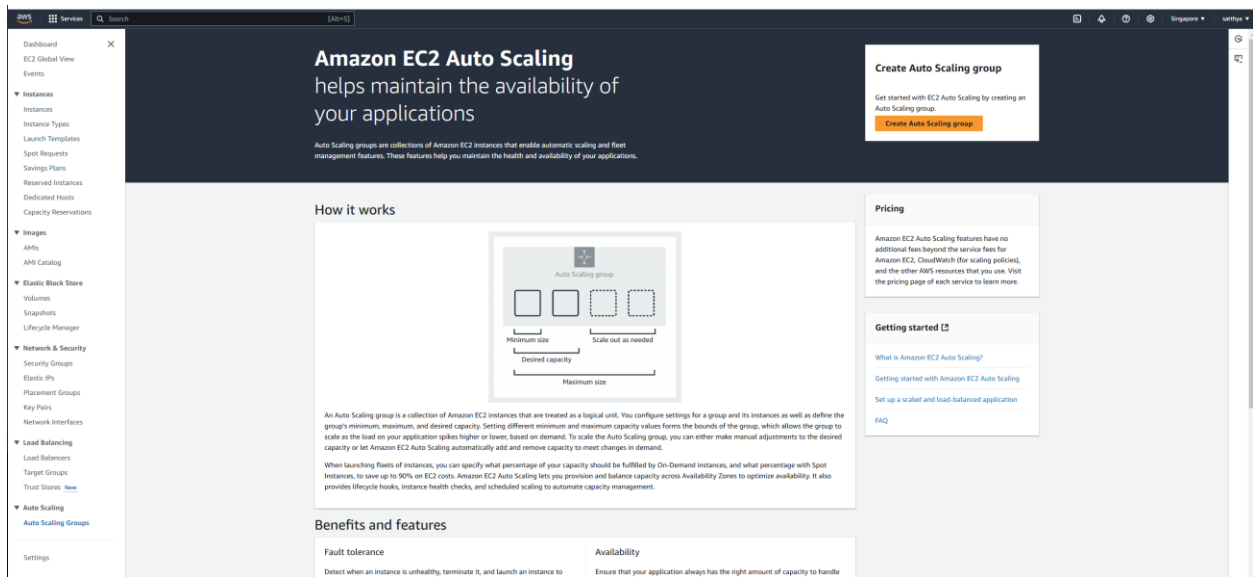 aws
Services
Search
[Alt+S]
Singapore
satthya
Dashboard
EC2 Global View
Events
Instances
Instances
Instance Types
Launch Templates
Spot Requests
Savings Plans
Reserved Instances
Dedicated Hosts
Capacity Reservations
Images
AMIs
AMI Catalog
Elastic Block Store
Volumes
Snapshots
Lifecycle Manager
Network & Security
Security Groups
Elastic IPs
Placement Groups
Key Pairs
Network Interfaces
Load Balancing
Load Balancers
Target Groups
Trust Stores New
Auto Scaling
Auto Scaling Groups
Settings
Amazon EC2 Auto Scaling
helps maintain the availability of
your applications
Auto Scaling groups are collections of Amazon EC2 instances that enable automatic scaling and fleet
management features. These features help you maintain the health and availability of your applications.
Create Auto Scaling group
Get started with EC2 Auto Scaling by creating an
Auto Scaling group.
Create Auto Scaling group
How it works
Auto Scaling group
Minimum size
Scale out as needed
Desired capacity
Maximum size
An Auto Scaling group is a collection of Amazon EC2 instances that are treated as a logical unit. You configure settings for a group and its instances as well as define the
group's minimum, maximum, and desired capacity. Setting different minimum and maximum capacity values forms the bounds of the group, which allows the group to
scale as the load on your application spikes higher or lower, based on demand. To scale the Auto Scaling group, you can either make manual adjustments to the desired
capacity or let Amazon EC2 Auto Scaling automatically add and remove capacity to meet changes in demand.
When launching fleets of instances, you can specify what percentage of your capacity should be fulfilled by On-Demand instances, and what percentage with Spot
Instances, to save up to 90% on EC2 costs. Amazon EC2 Auto Scaling lets you provision and balance capacity across Availability Zones to optimize availability. It also
provides lifecycle hooks, instance health checks, and scheduled scaling to automate capacity management.
Pricing
Amazon EC2 Auto Scaling features have no
additional fees beyond the service fees for
Amazon EC2, CloudWatch (for scaling policies),
and the other AWS resources that you use. Visit
the pricing page of each service to learn more.
Getting started
What is Amazon EC2 Auto Scaling?
Getting started with Amazon EC2 Auto Scaling
Set up a scaled and load-balanced application
FAQ
Benefits and features
Fault tolerance
Detect when an instance is unhealthy, terminate it, and launch an instance to
Availability
Ensure that your application always has the right amount of capacity to handle